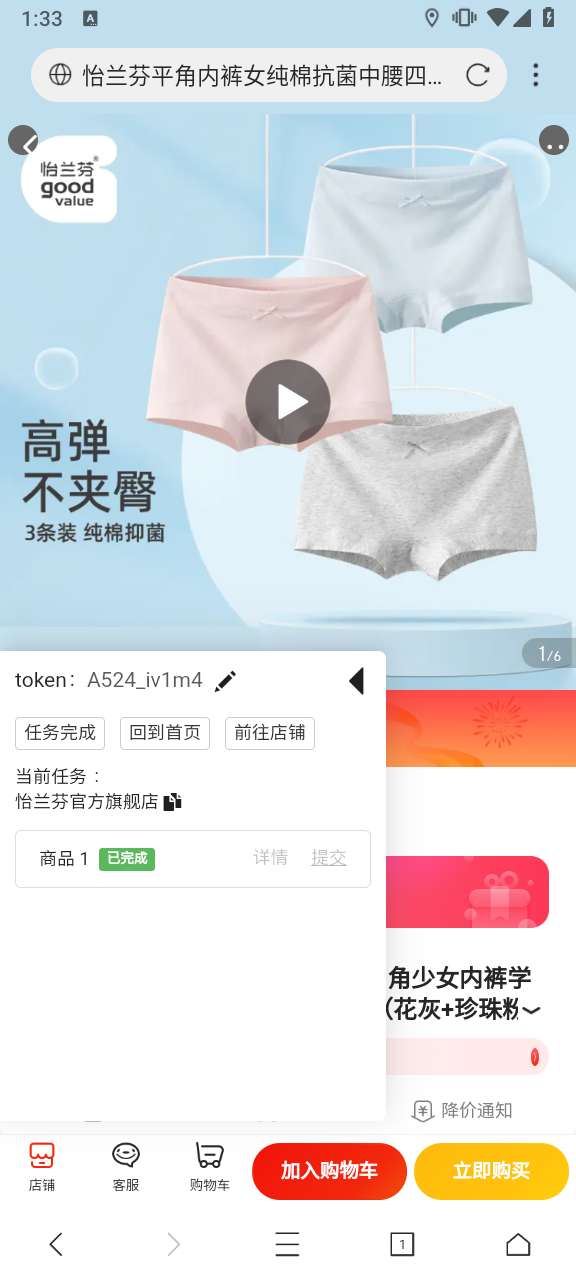 1:33
A
怡兰芬平角内裤女纯棉抗菌中腰四...
怡兰芬®
good
value
高弹
不夹臀
3条装 纯棉抑菌
1/6
token: A524_iv1m4
任务完成 回到首页 前往店铺
当前任务：
怡兰芬官方旗舰店
商品 1 已完成 详情 提交
角少女内裤学
（花灰+珍珠粉
降价通知
店铺 客服 购物车 加入购物车 立即购买
1